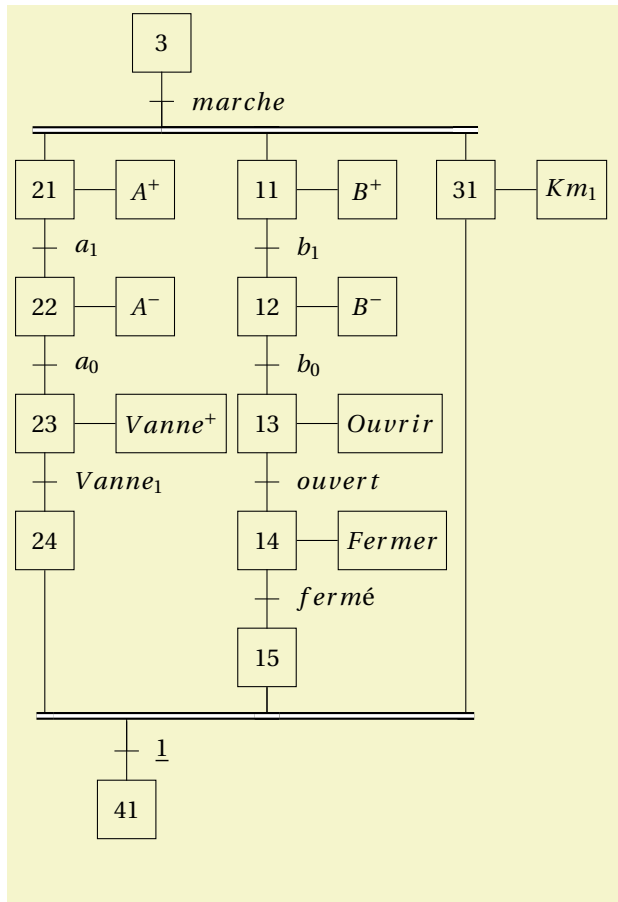 3
marche
21 A⁺ 11 B⁺ 31 Km₁
a₁ b₁
22 A⁻ 12 B⁻
a₀ b₀
23 Vanne⁺ 13 Ouvrir
Vanne₁ ouvert
24 14 Fermer
fermé
15
1
41